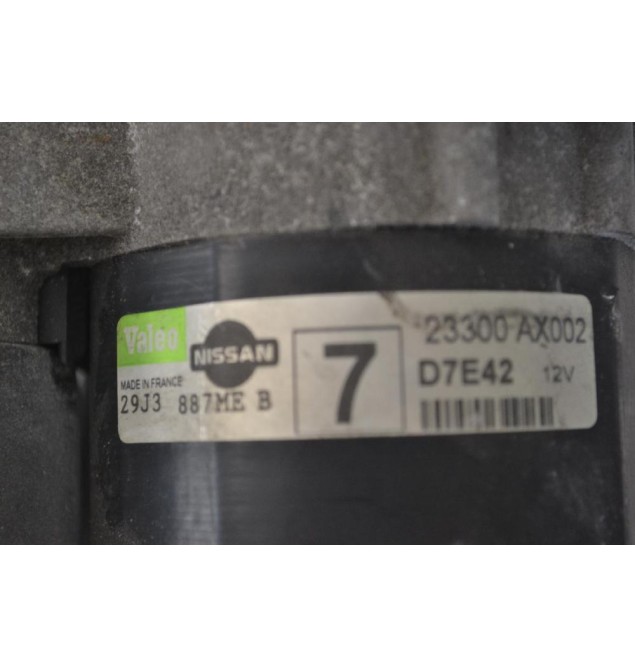 Valeo NISSAN 7 23300 AX002
MADE IN FRANCE D7E42 12V
29J3 887ME B